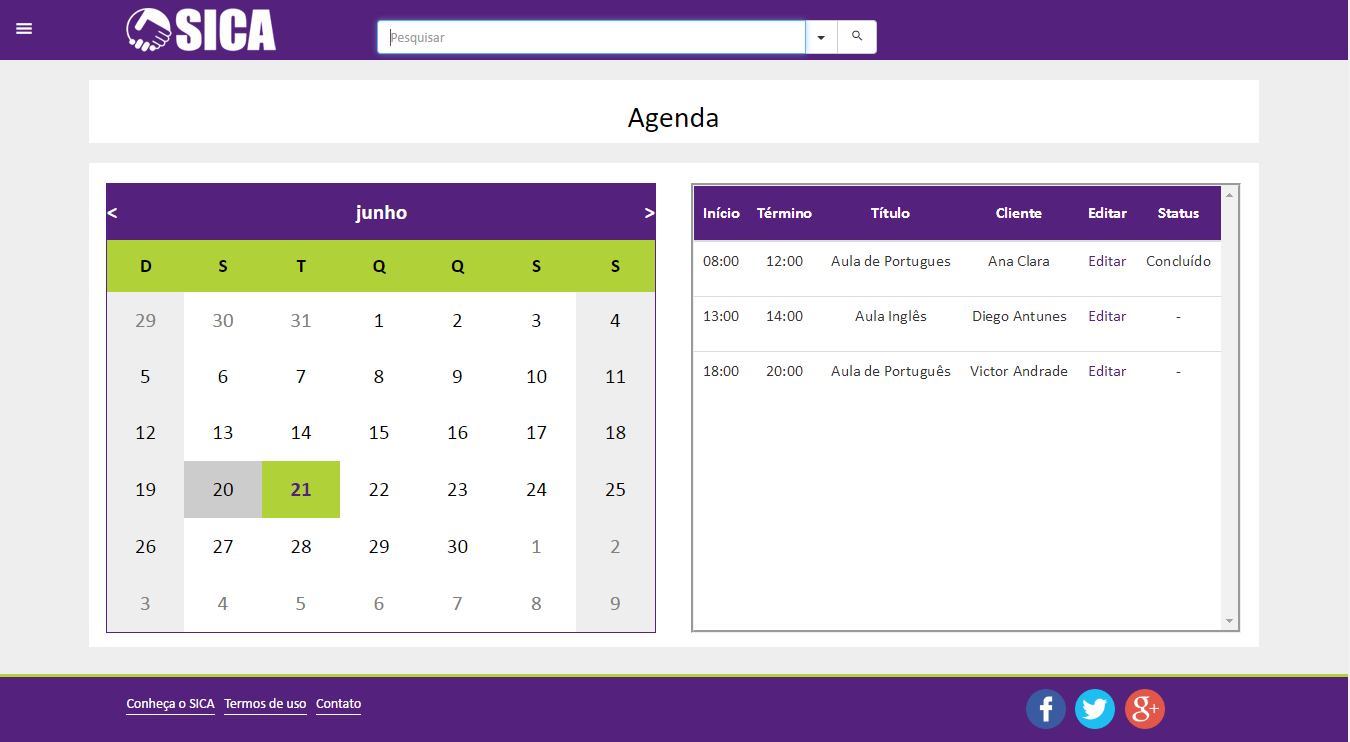 SICA
Pesquisar
Agenda
< junho >
D S T Q Q S S
29 30 31 1 2 3 4
5 6 7 8 9 10 11
12 13 14 15 16 17 18
19 20 21 22 23 24 25
26 27 28 29 30 1 2
3 4 5 6 7 8 9
Início Término Título Cliente Editar Status
08:00 12:00 Aula de Portugues Ana Clara Editar Concluído
13:00 14:00 Aula Inglês Diego Antunes Editar -
18:00 20:00 Aula de Português Victor Andrade Editar -
Conheça o SICA Termos de uso Contato
f g+